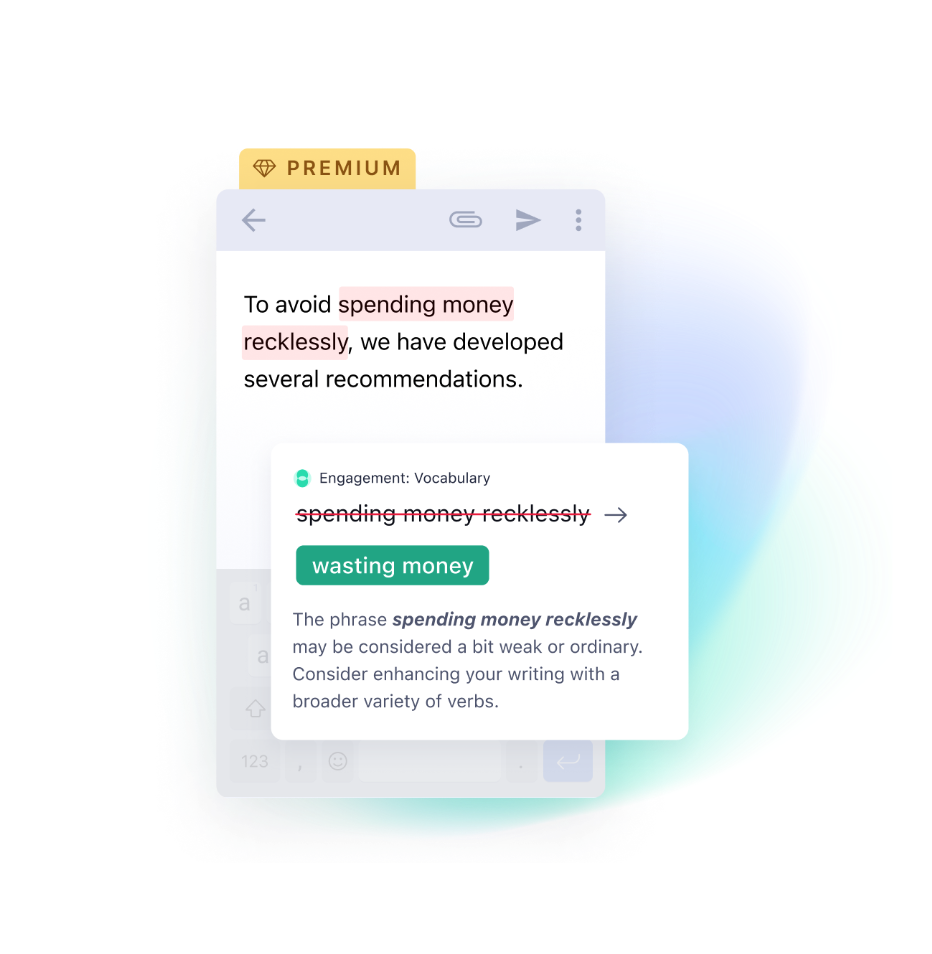 PREMIUM
To avoid spending money
recklessly, we have developed
several recommendations.
Engagement: Vocabulary
spending money recklessly →
wasting money
The phrase spending money recklessly
may be considered a bit weak or ordinary.
Consider enhancing your writing with a
broader variety of verbs.
a
a
123 , .